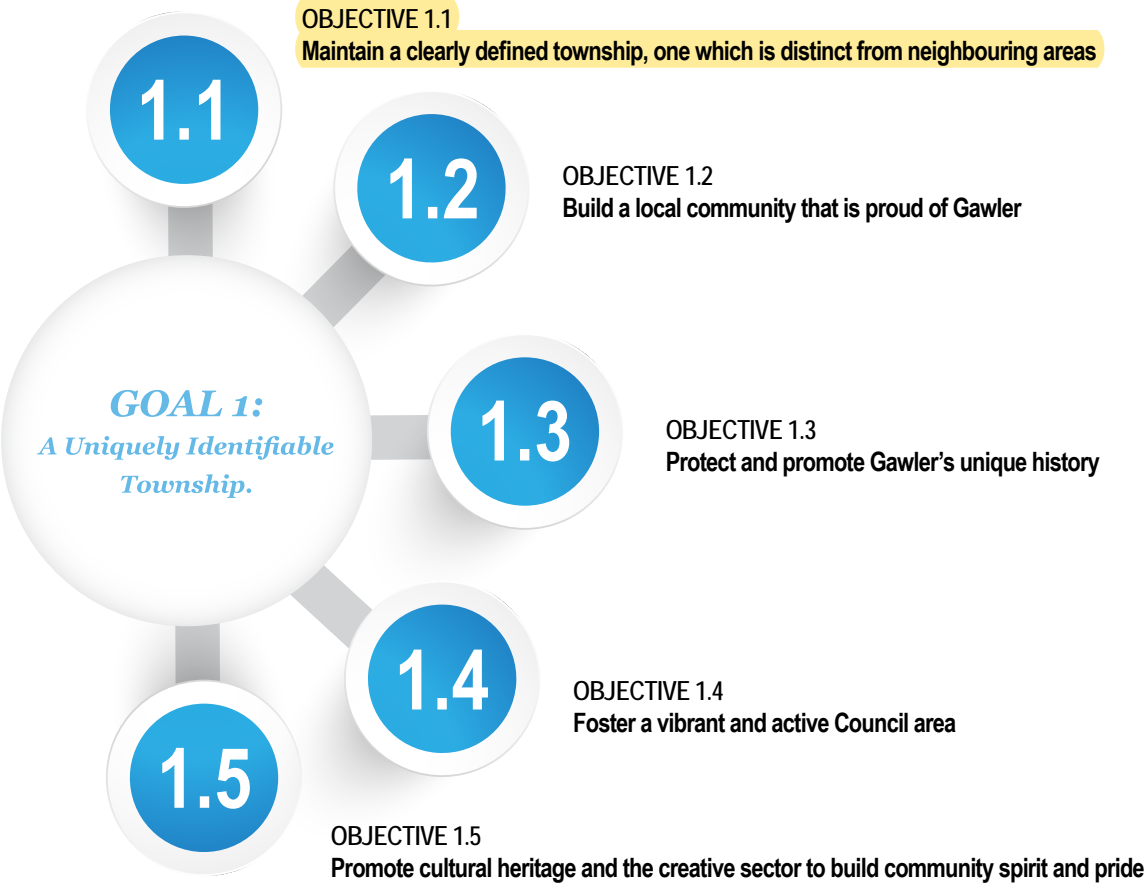 OBJECTIVE 1.1
Maintain a clearly defined township, one which is distinct from neighbouring areas
1.1
1.2
OBJECTIVE 1.2
Build a local community that is proud of Gawler
GOAL 1:
A Uniquely Identifiable
Township.
1.3
OBJECTIVE 1.3
Protect and promote Gawler’s unique history
1.4
OBJECTIVE 1.4
Foster a vibrant and active Council area
1.5
OBJECTIVE 1.5
Promote cultural heritage and the creative sector to build community spirit and pride